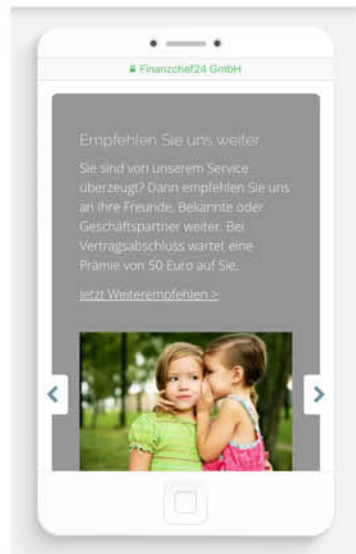 Finanzchef24 GmbH
Empfehlen Sie uns weiter
Sie sind von unserem Service
überzeugt? Dann empfehlen Sie uns
an Ihre Freunde, Bekannte oder
Geschäftspartner weiter. Bei
Vertragsabschluss wartet eine
Prämie von 50 Euro auf Sie.
Jetzt Weiterempfehlen >